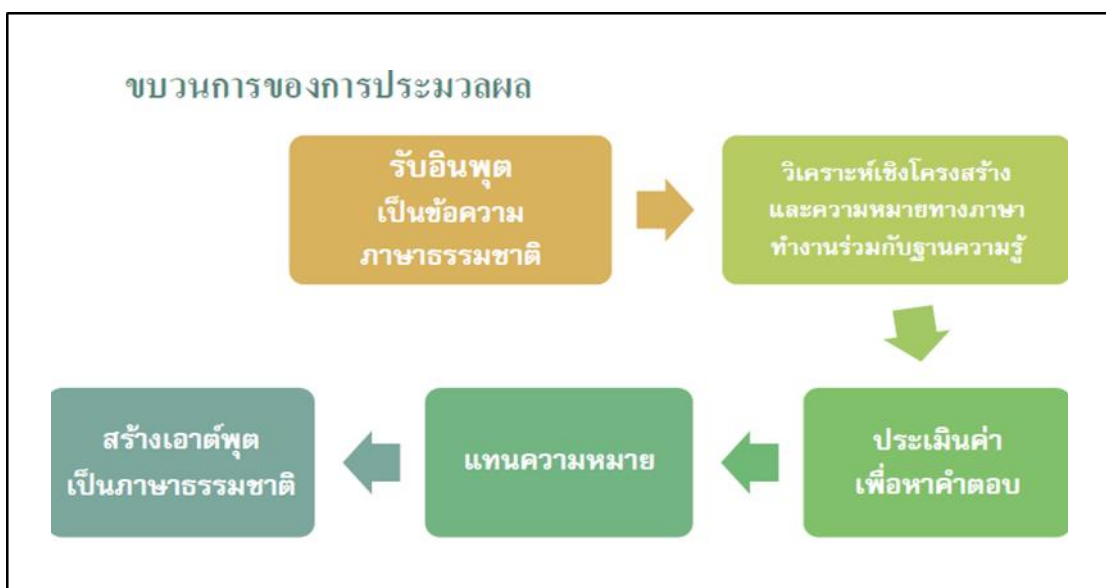 ขบวนการของการประมวลผล
รับอินพุต
เป็นข้อความ
ภาษาธรรมชาติ
วิเคราะห์เชิงโครงสร้าง
และความหมายทางภาษา
ทำงานร่วมกับฐานความรู้
ประเมินค่า
เพื่อหาคำตอบ
แทนความหมาย
สร้างเอาต์พุต
เป็นภาษาธรรมชาติ